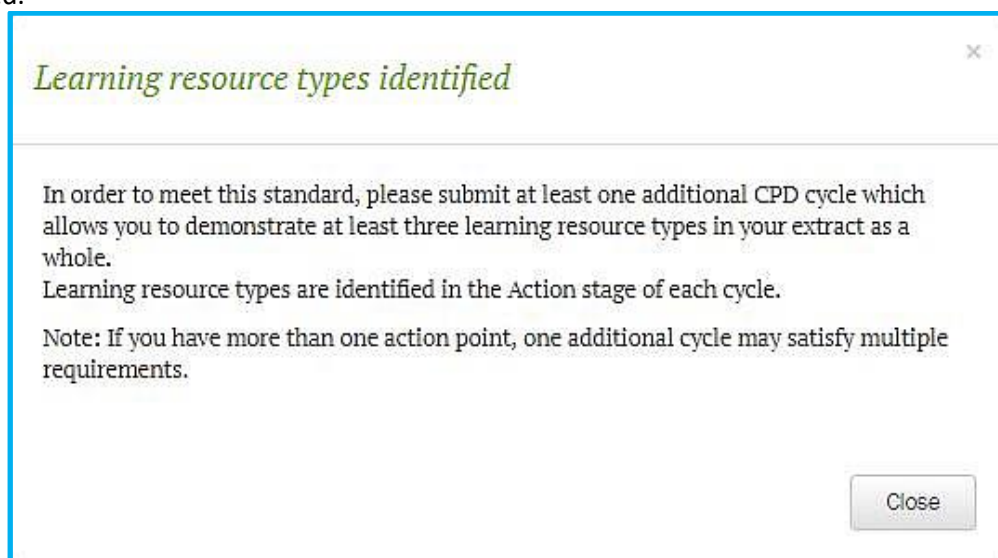 Learning resource types identified
×
In order to meet this standard, please submit at least one additional CPD cycle which
allows you to demonstrate at least three learning resource types in your extract as a
whole.
Learning resource types are identified in the Action stage of each cycle.
Note: If you have more than one action point, one additional cycle may satisfy multiple
requirements.
Close